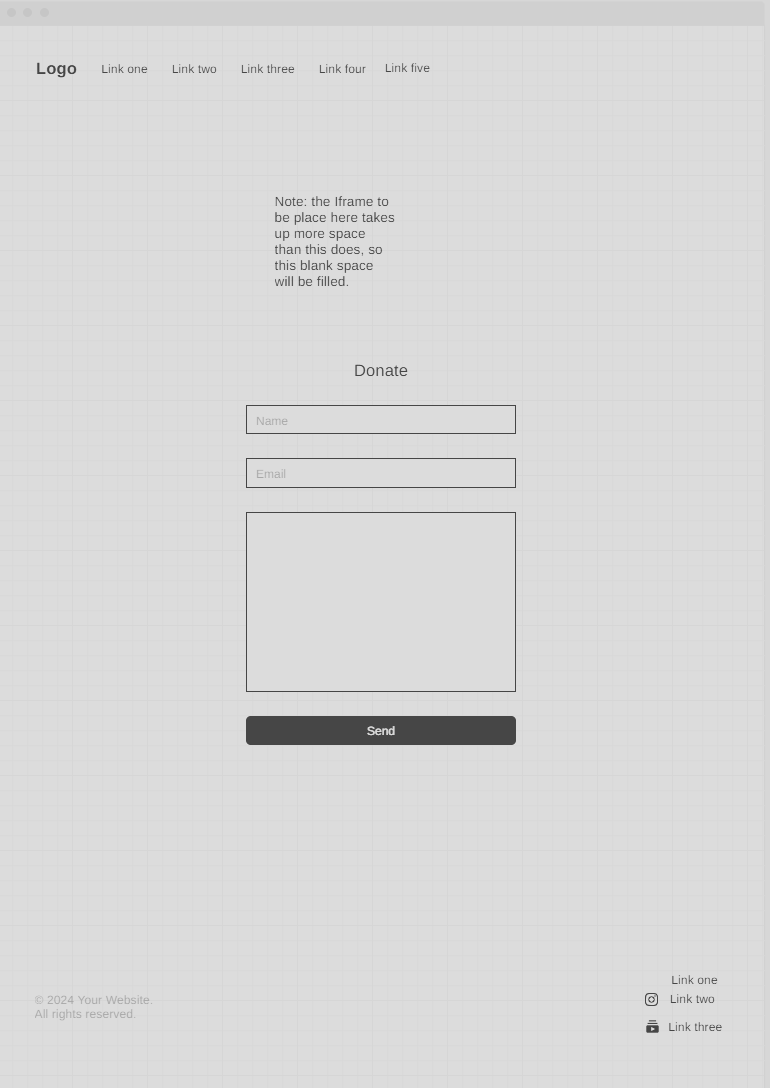 Logo Link one Link two Link three Link four Link five
Note: the Iframe to
be place here takes
up more space
than this does, so
this blank space
will be filled.
Donate
Name
Email
Send
Link one
© 2024 Your Website.
All rights reserved.
Link two
Link three